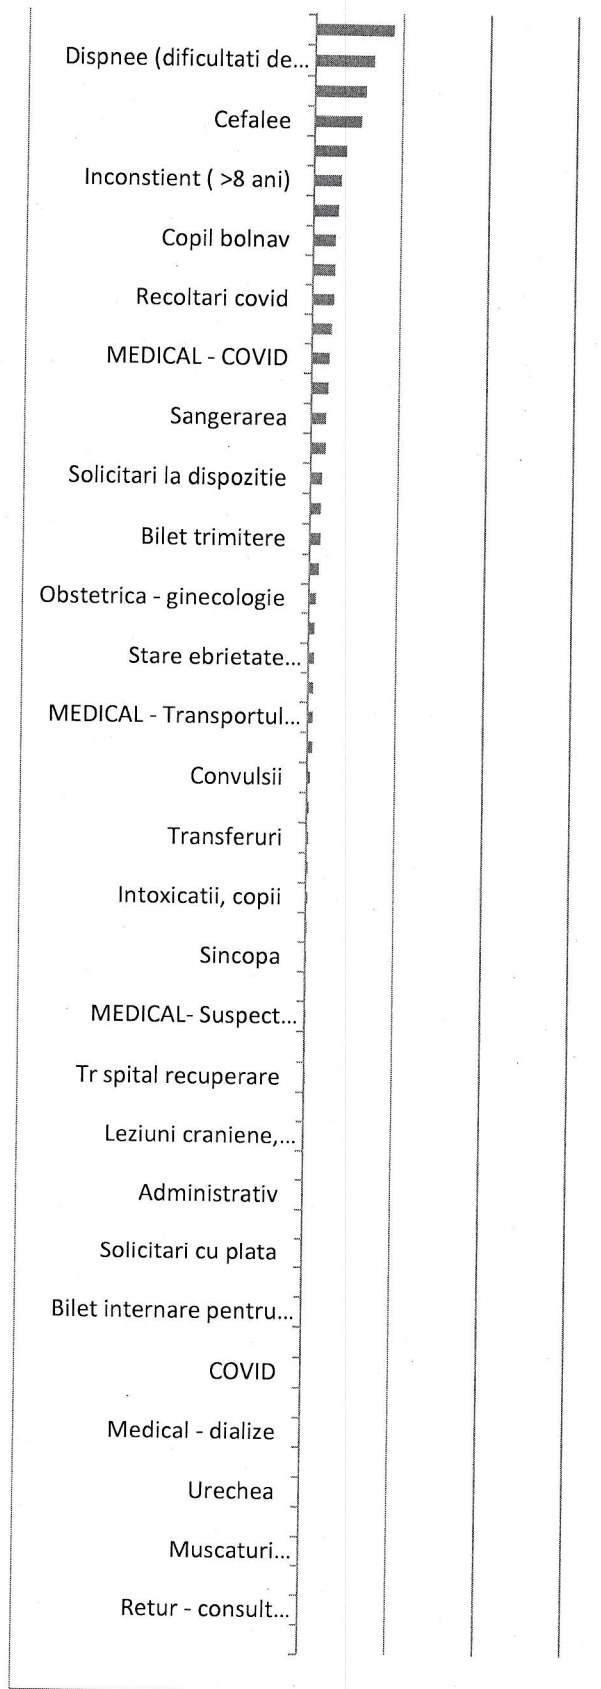 Dispnee (dificultati de...
Cefalee
Inconstient ( >8 ani)
Copil bolnav
Recoltari covid
MEDICAL - COVID
Sangerarea
Solicitari la dispozitie
Bilet trimitere
Obstetrica - ginecologie
Stare ebrietate...
MEDICAL - Transportul...
Convulsii
Transferuri
Intoxicatii, copii
Sincopa
MEDICAL- Suspect...
Tr spital recuperare
Leziuni craniene,...
Administrativ
Solicitari cu plata
Bilet internare pentru...
COVID
Medical - dialize
Urechea
Muscaturi...
Retur - consult...